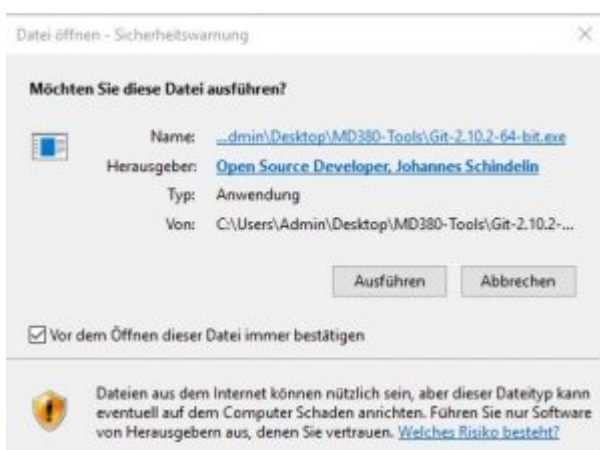 Datei öffnen - Sicherheitswarnung
Möchten Sie diese Datei ausführen?
Name: ...dmin\Desktop\MD380-Tools\Git-2.10.2-64-bit.exe
Herausgeber: Open Source Developer, Johannes Schindelin
Typ: Anwendung
Von: C:\Users\Admin\Desktop\MD380-Tools\Git-2.10.2-...
Ausführen Abbrechen
Vor dem Öffnen dieser Datei immer bestätigen
Dateien aus dem Internet können nützlich sein, aber dieser Dateityp kann
eventuell auf dem Computer Schaden anrichten. Führen Sie nur Software
von Herausgebern aus, denen Sie vertrauen. Welches Risiko besteht?